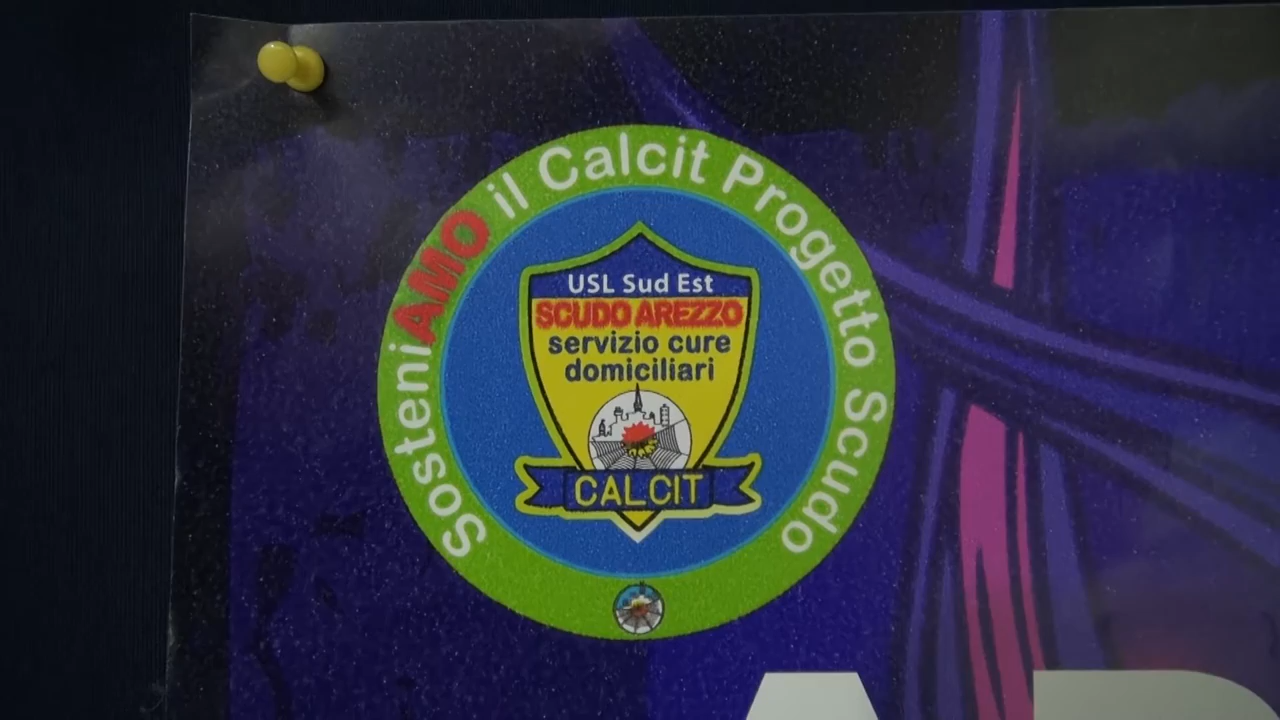 SosteniAMO il Calcit Progetto Scudo
USL Sud Est
SCUDO AREZZO
servizio cure
domiciliari
CALCIT